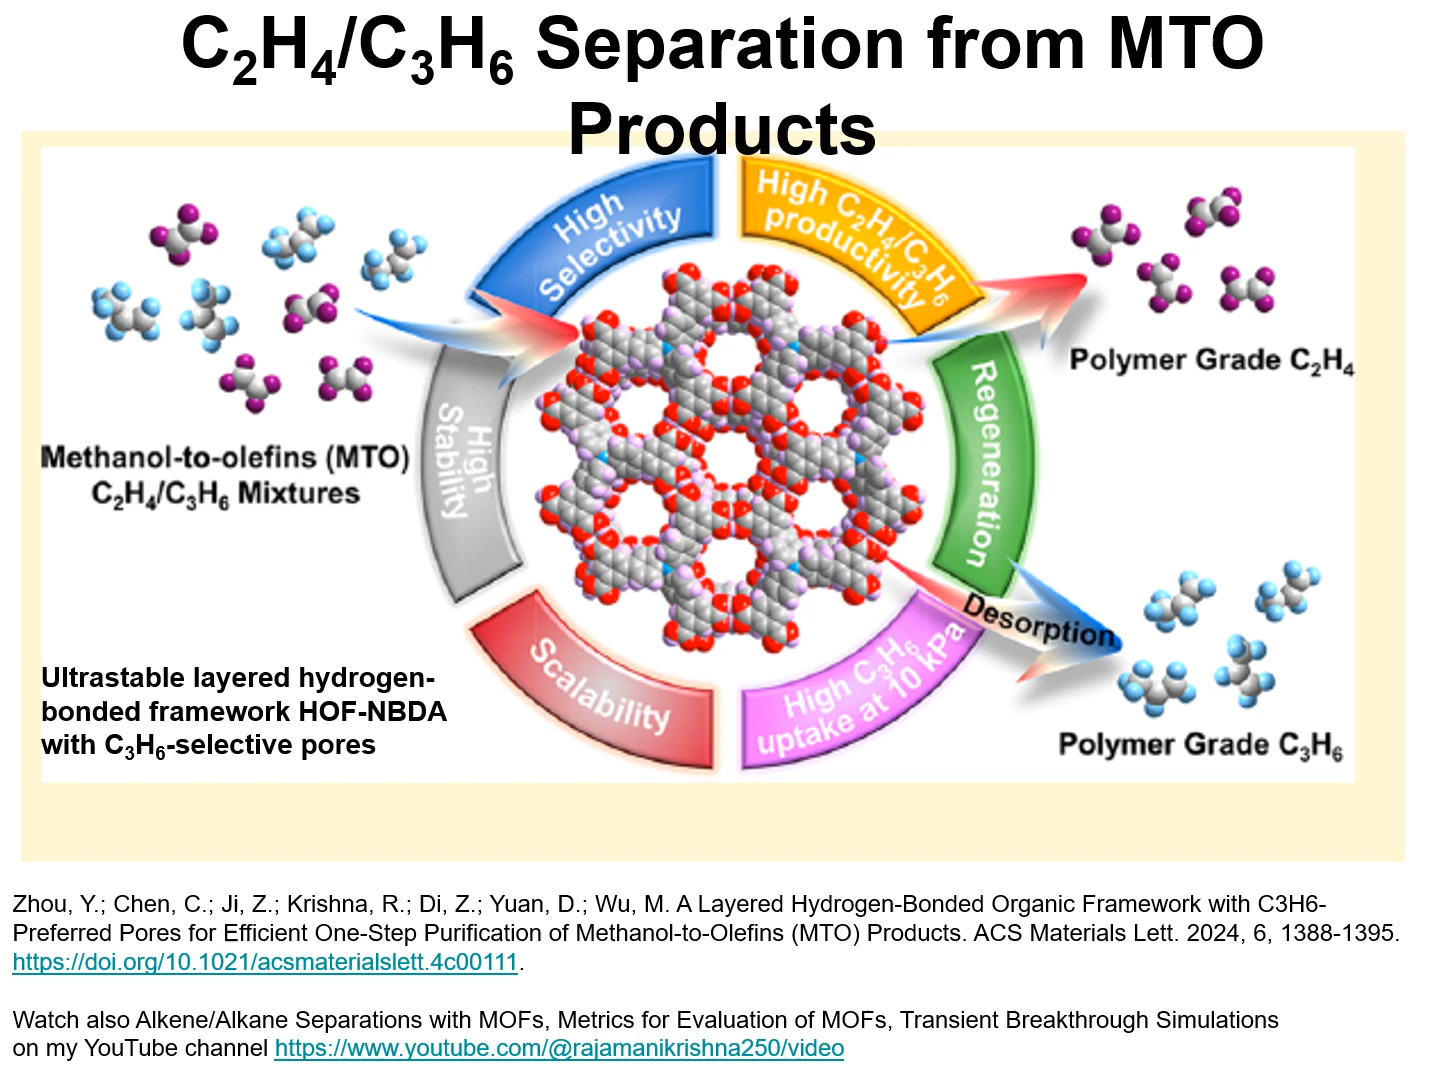 C₂H₄/C₃H₆ Separation from MTO
Products
High
Selectivity
High C₂H₄/C₃H₆
productivity
Polymer Grade C₂H₄
High
Stability
Regeneration
Methanol-to-olefins (MTO)
C₂H₄/C₃H₆ Mixtures
Desorption
Scalability
High C₃H₆
uptake at 10 kPa
Ultrastable layered hydrogen-
bonded framework HOF-NBDA
with C₃H₆-selective pores
Polymer Grade C₃H₆
Zhou, Y.; Chen, C.; Ji, Z.; Krishna, R.; Di, Z.; Yuan, D.; Wu, M. A Layered Hydrogen-Bonded Organic Framework with C3H6-
Preferred Pores for Efficient One-Step Purification of Methanol-to-Olefins (MTO) Products. ACS Materials Lett. 2024, 6, 1388-1395.
https://doi.org/10.1021/acsmaterialslett.4c00111.
Watch also Alkene/Alkane Separations with MOFs, Metrics for Evaluation of MOFs, Transient Breakthrough Simulations
on my YouTube channel https://www.youtube.com/@rajamanikrishna250/video